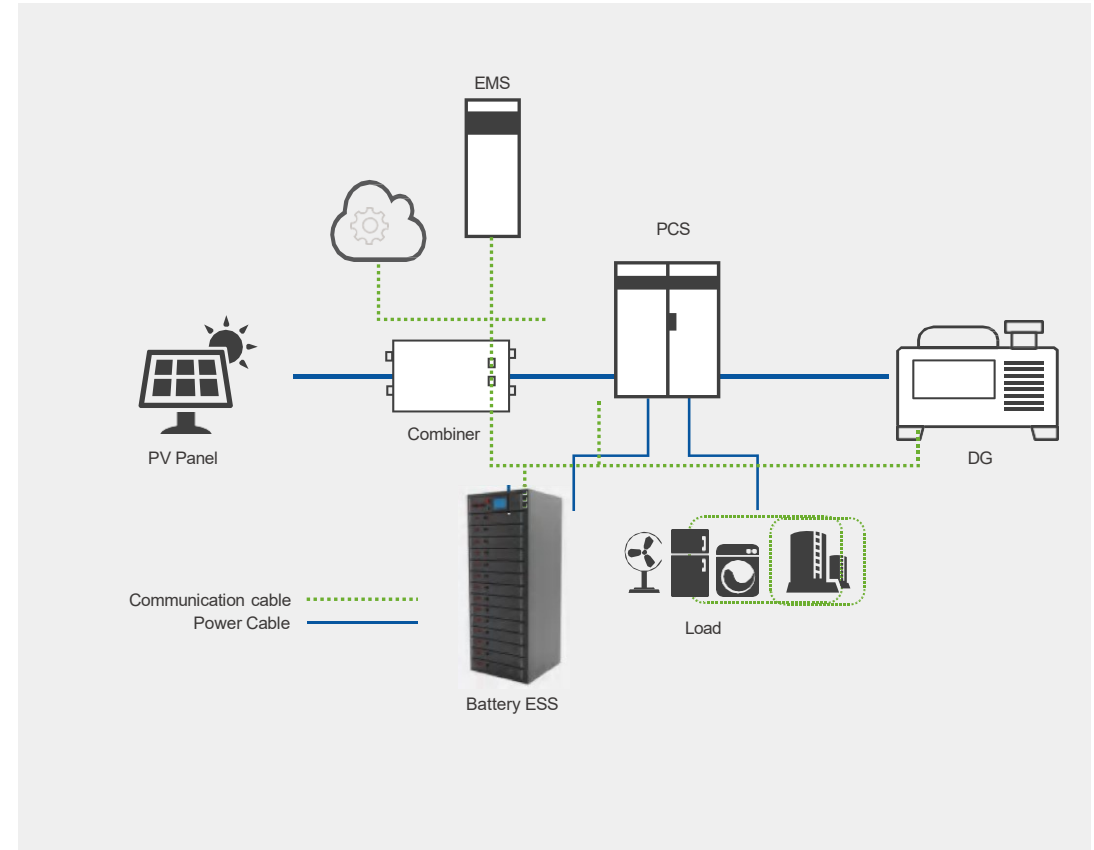 EMS
PCS
Combiner
PV Panel
DG
Communication cable
Power Cable
Load
Battery ESS